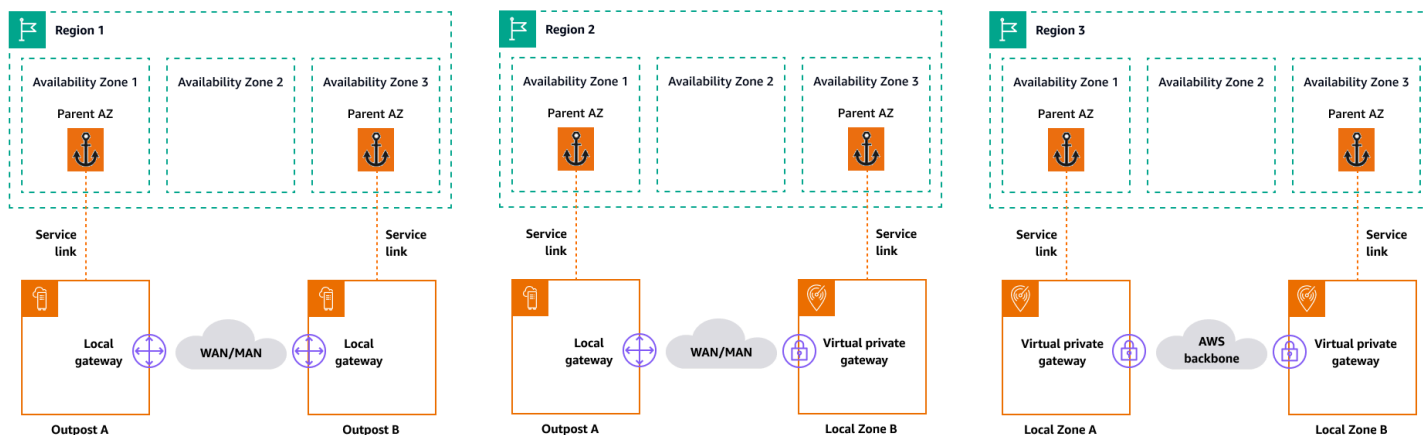 Region 1
Availability Zone 1
Availability Zone 2
Availability Zone 3
Parent AZ
Parent AZ
Service
link
Service
link
Local
gateway
WAN/MAN
Local
gateway
Outpost A
Outpost B
Region 2
Availability Zone 1
Availability Zone 2
Availability Zone 3
Parent AZ
Parent AZ
Service
link
Service
link
Local
gateway
WAN/MAN
Virtual private
gateway
Outpost A
Local Zone B
Region 3
Availability Zone 1
Availability Zone 2
Availability Zone 3
Parent AZ
Parent AZ
Service
link
Service
link
Virtual private
gateway
AWS
backbone
Virtual private
gateway
Local Zone A
Local Zone B